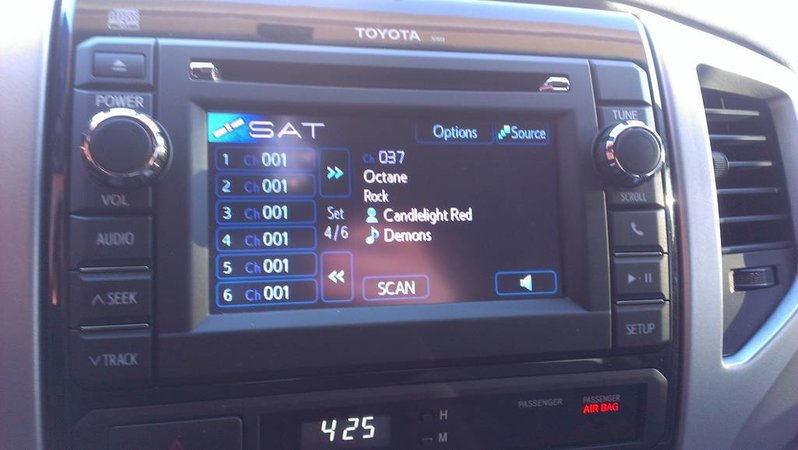 TOYOTA
POWER
VOL
AUDIO
∧ SEEK
∨ TRACK
SAT
Options
Source
1 Ch 001
2 Ch 001
3 Ch 001
4 Ch 001
5 Ch 001
6 Ch 001
Set
4/6
Ch 037
Octane
Rock
Candlelight Red
Demons
SCAN
TUNE
SCROLL
SETUP
4 25
H
M
PASSENGER
PASSENGER
AIR BAG